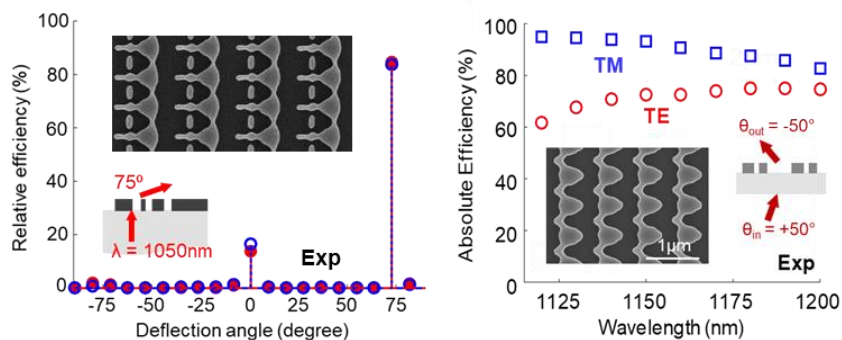 Relative efficiency (%)
100
80
60
40
20
0
75º
λ = 1050nm
Exp
-75
-50
-25
0
25
50
75
Deflection angle (degree)
Absolute Efficiency (%)
100
80
60
40
20
0
TM
TE
θout = -50°
θin = +50°
1μm
Exp
1125
1150
1175
1200
Wavelength (nm)